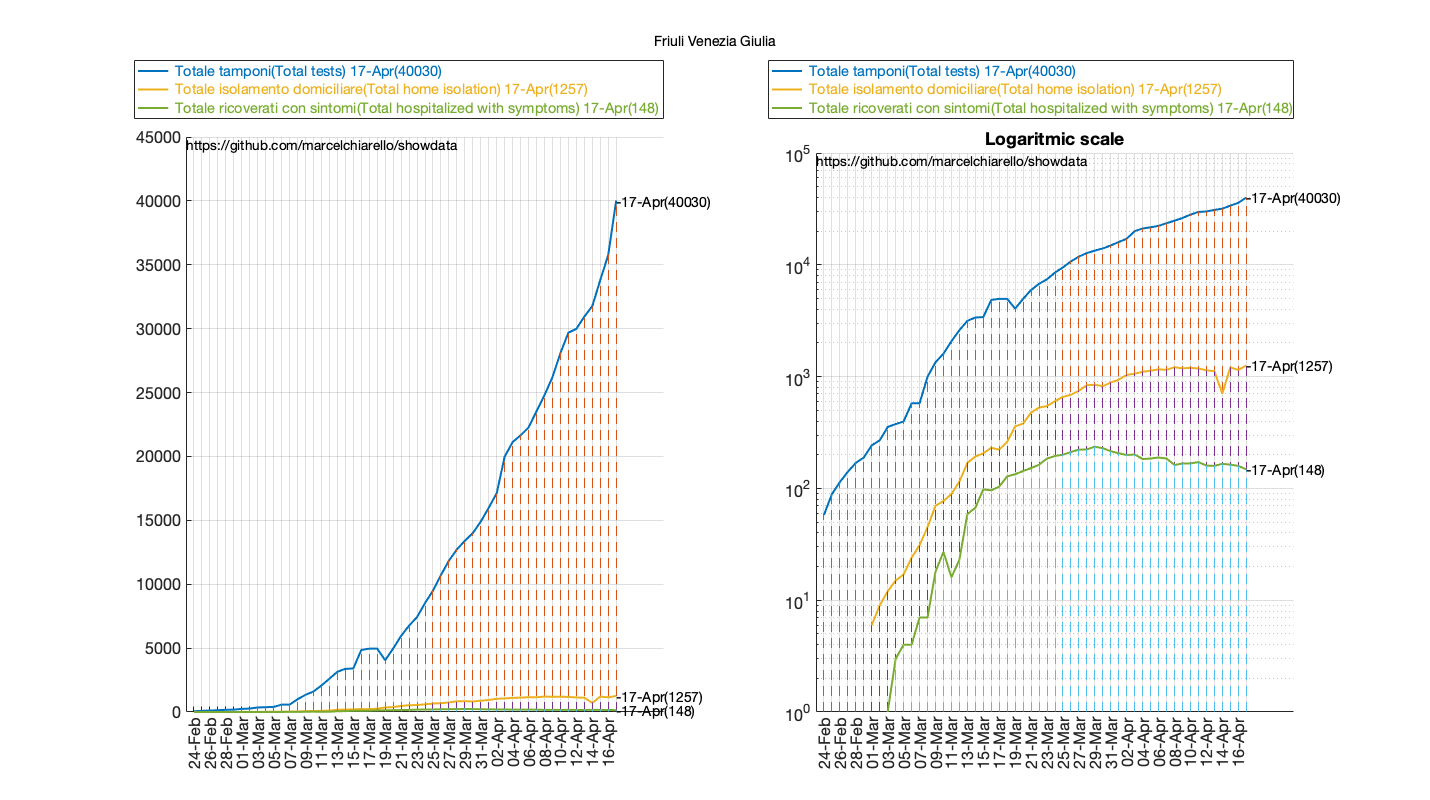 Friuli Venezia Giulia
Totale tamponi(Total tests) 17-Apr(40030)
Totale isolamento domiciliare(Total home isolation) 17-Apr(1257)
Totale ricoverati con sintomi(Total hospitalized with symptoms) 17-Apr(148)
45000
https://github.com/marcelchiarello/showdata
40000
35000
30000
25000
20000
15000
10000
5000
0
17-Apr(40030)
17-Apr(1257)
17-Apr(148)
24-Feb
26-Feb
28-Feb
01-Mar
03-Mar
05-Mar
07-Mar
09-Mar
11-Mar
13-Mar
15-Mar
17-Mar
19-Mar
21-Mar
23-Mar
25-Mar
27-Mar
29-Mar
31-Mar
02-Apr
04-Apr
06-Apr
08-Apr
10-Apr
12-Apr
14-Apr
16-Apr
Totale tamponi(Total tests) 17-Apr(40030)
Totale isolamento domiciliare(Total home isolation) 17-Apr(1257)
Totale ricoverati con sintomi(Total hospitalized with symptoms) 17-Apr(148)
Logaritmic scale
10^5
https://github.com/marcelchiarello/showdata
10^4
10^3
10^2
10^1
10^0
17-Apr(40030)
17-Apr(1257)
17-Apr(148)
24-Feb
26-Feb
28-Feb
01-Mar
03-Mar
05-Mar
07-Mar
09-Mar
11-Mar
13-Mar
15-Mar
17-Mar
19-Mar
21-Mar
23-Mar
25-Mar
27-Mar
29-Mar
31-Mar
02-Apr
04-Apr
06-Apr
08-Apr
10-Apr
12-Apr
14-Apr
16-Apr